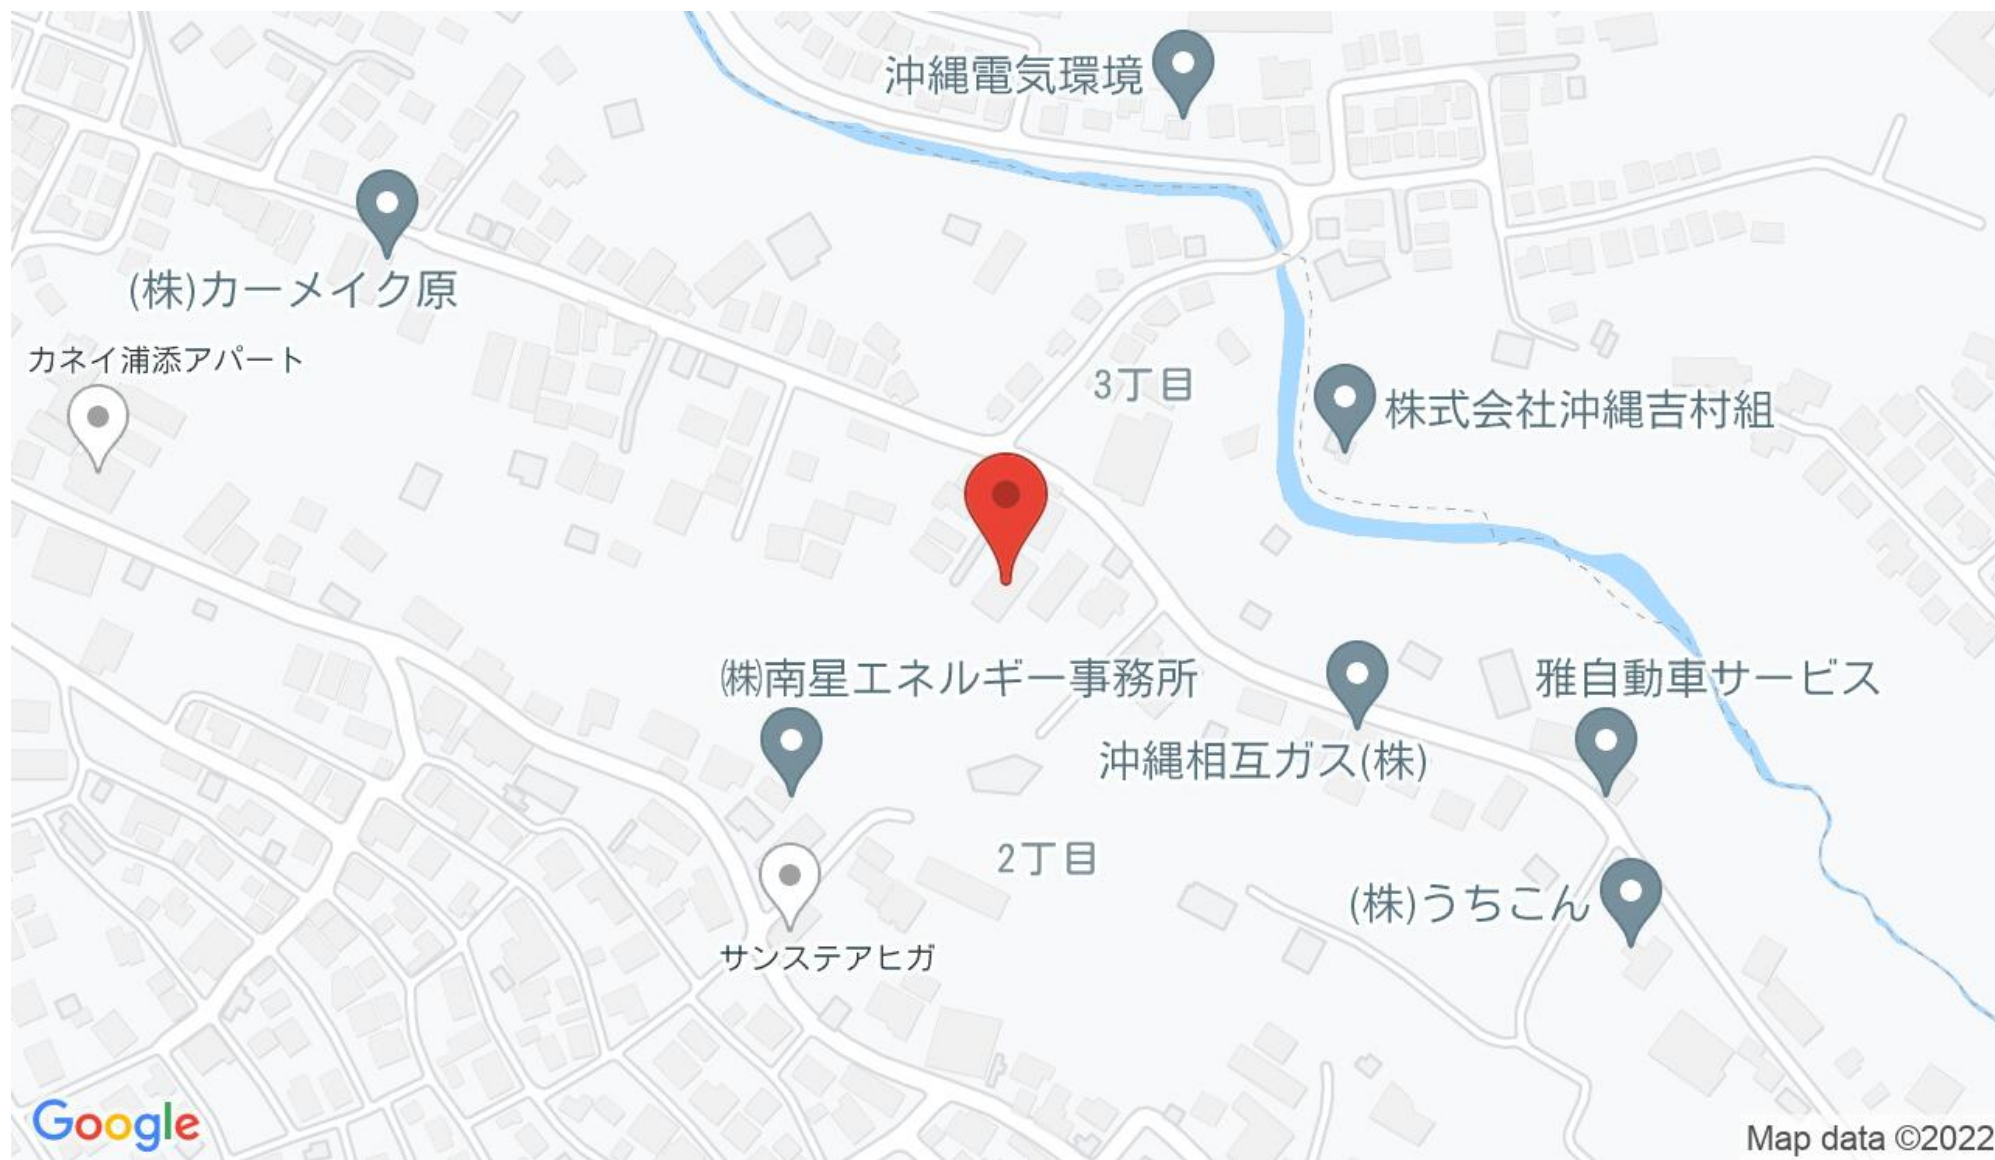 沖縄電気環境
(株)カーメイク原
カネイ浦添アパート
3丁目
株式会社沖縄吉村組
㈱南星エネルギー事務所
雅自動車サービス
沖縄相互ガス(株)
2丁目
(株)うちこん
サンステアヒガ
Google
Map data ©2022